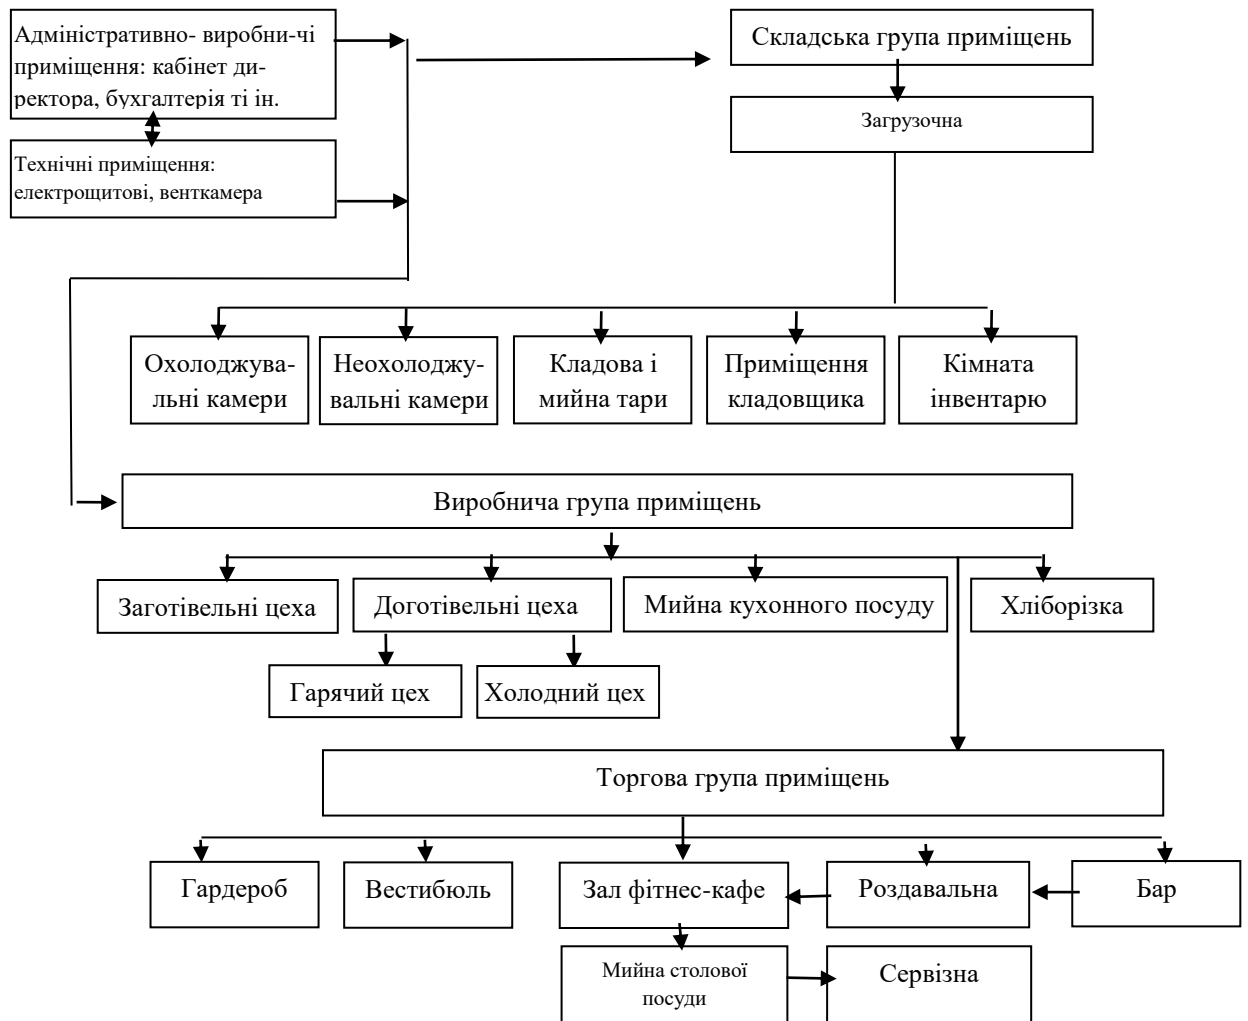 Адміністративно- виробни-чі
приміщення: кабінет ди-
ректора, бухгалтерія ті ін.
Складська група приміщень
Загрузочна
Технічні приміщення:
електрощитові, венткамера
Охолоджува-
льні камери
Неохолоджу-
вальні камери
Кладова і
мийна тари
Приміщення
кладовщика
Кімната
інвентарю
Виробнича група приміщень
Заготівельні цеха
Доготівельні цеха
Мийна кухонного посуду
Хліборізка
Гарячий цех
Холодний цех
Торгова група приміщень
Гардероб
Вестибюль
Зал фітнес-кафе
Роздавальна
Бар
Мийна столової
посуди
Сервізна